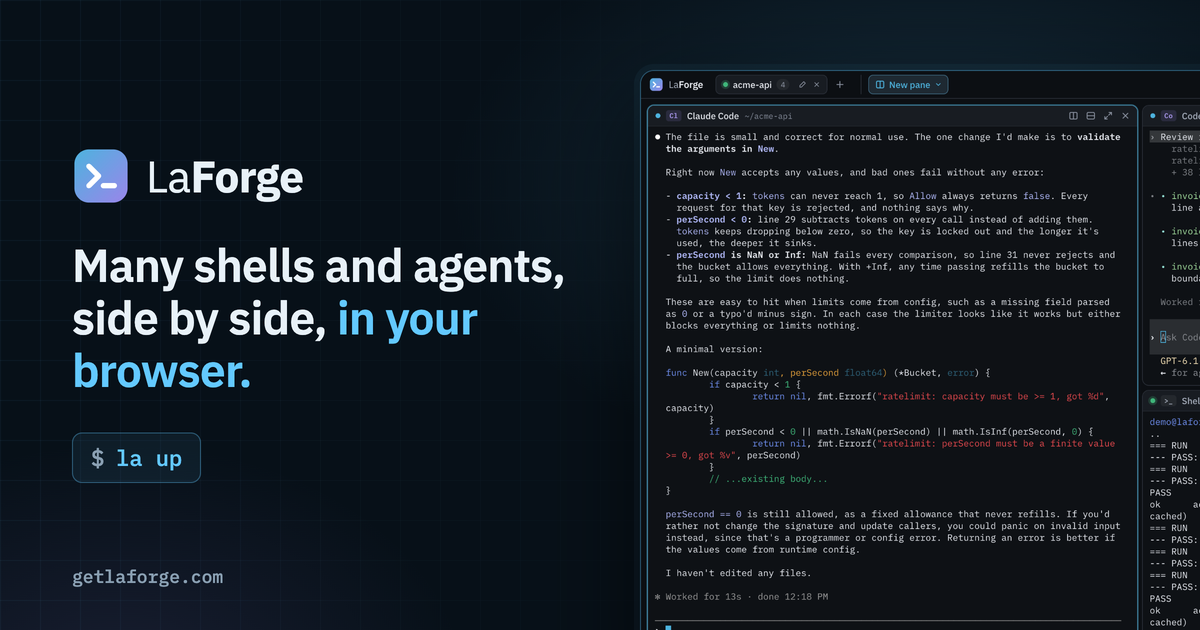 LaForge
Many shells and agents,
side by side, in your
browser.
$ la up
getlaforge.com
LaForge
acme-api 4
New pane
Cl Claude Code ~/acme-api
The file is small and correct for normal use. The one change I'd make is to validate
the arguments in New.
Right now New accepts any values, and bad ones fail without any error:
- capacity < 1: tokens can never reach 1, so Allow always returns false. Every
request for that key is rejected, and nothing says why.
- perSecond < 0: line 29 subtracts tokens on every call instead of adding them.
tokens keeps dropping below zero, so the key is locked out and the longer it's
used, the deeper it sinks.
- perSecond is NaN or Inf: NaN fails every comparison, so line 31 never rejects and
the bucket allows everything. With +Inf, any time passing refills the bucket to
full, so the limit does nothing.
These are easy to hit when limits come from config, such as a missing field parsed
as 0 or a typo'd minus sign. In each case the limiter looks like it works but either
blocks everything or limits nothing.
A minimal version:
func New(capacity int, perSecond float64) (*Bucket, error) {
if capacity < 1 {
return nil, fmt.Errorf("ratelimit: capacity must be >= 1, got %d",
capacity)
}
if perSecond < 0 || math.IsNaN(perSecond) || math.IsInf(perSecond, 0) {
return nil, fmt.Errorf("ratelimit: perSecond must be a finite value
>= 0, got %v", perSecond)
}
// ...existing body...
}
perSecond == 0 is still allowed, as a fixed allowance that never refills. If you'd
rather not change the signature and update callers, you could panic on invalid input
instead, since that's a programmer or config error. Returning an error is better if
the values come from runtime config.
I haven't edited any files.
✻ Worked for 13s · done 12:18 PM
Co
› Review
+ 38
line
lines
Worked
› Ask
GPT-6.1
← for
>_
..
=== RUN
--- PASS:
=== RUN
--- PASS:
PASS
ok
cached)
=== RUN
--- PASS:
=== RUN
--- PASS:
=== RUN
--- PASS:
PASS
ok
cached)